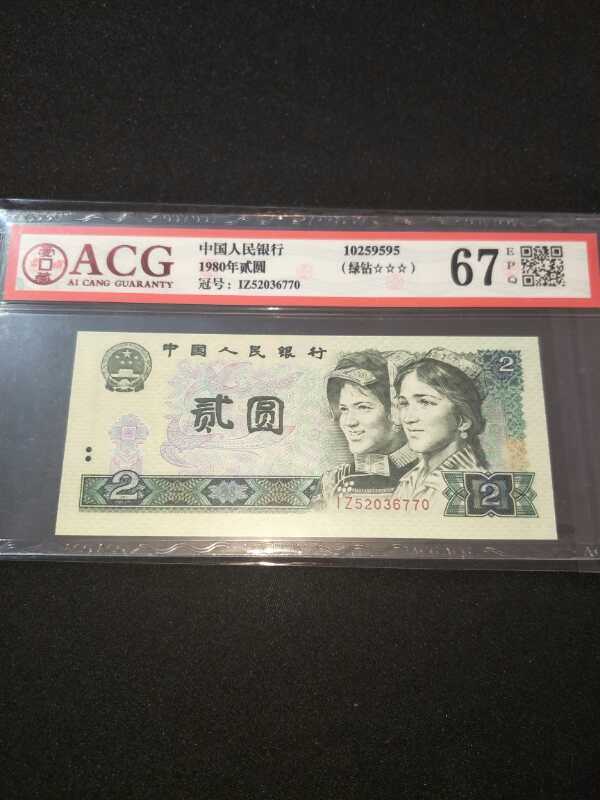 ACG
AI CANG GUARANTY
中国人民银行
1980年贰圆
冠号: IZ52036770
10259595
(绿钻☆☆☆)
67
EPQ
中国人民银行
2
贰圆
2
2
IZ52036770